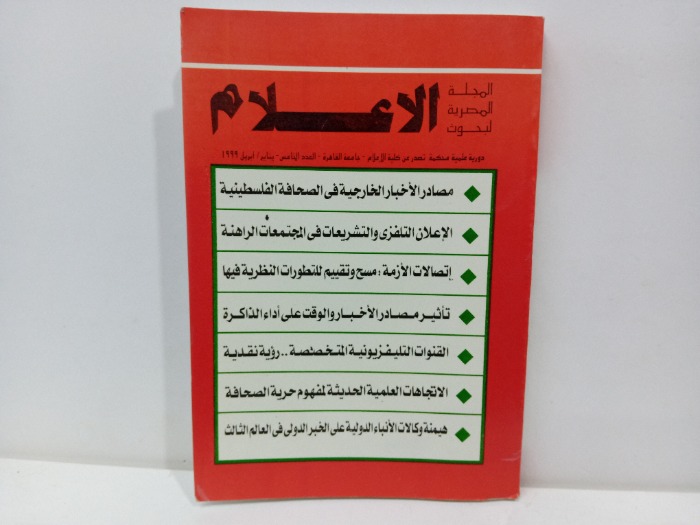 المجلة
المصرية
لبحوث
الإعلام
دورية علمية محكمة تصدر عن كلية الإعلام - جامعة القاهرة - العدد الخامس - يناير / ابريل ١٩٩٩
مصادر الأخبار الخارجية فى الصحافة الفلسطينية
الإعلان التلفزى والتشريعات فى المجتمعات الراهنة
إتصالات الأزمة : مسح وتقييم للتطورات النظرية فيها
تأثير مصادر الأخبار والوقت على أداء الذاكرة
القنوات التليفزيونية المتخصصة .. رؤية نقدية
الاتجاهات العلمية الحديثة لمفهوم حرية الصحافة
هيمنة وكالات الأنباء الدولية على الخبر الدولى فى العالم الثالث